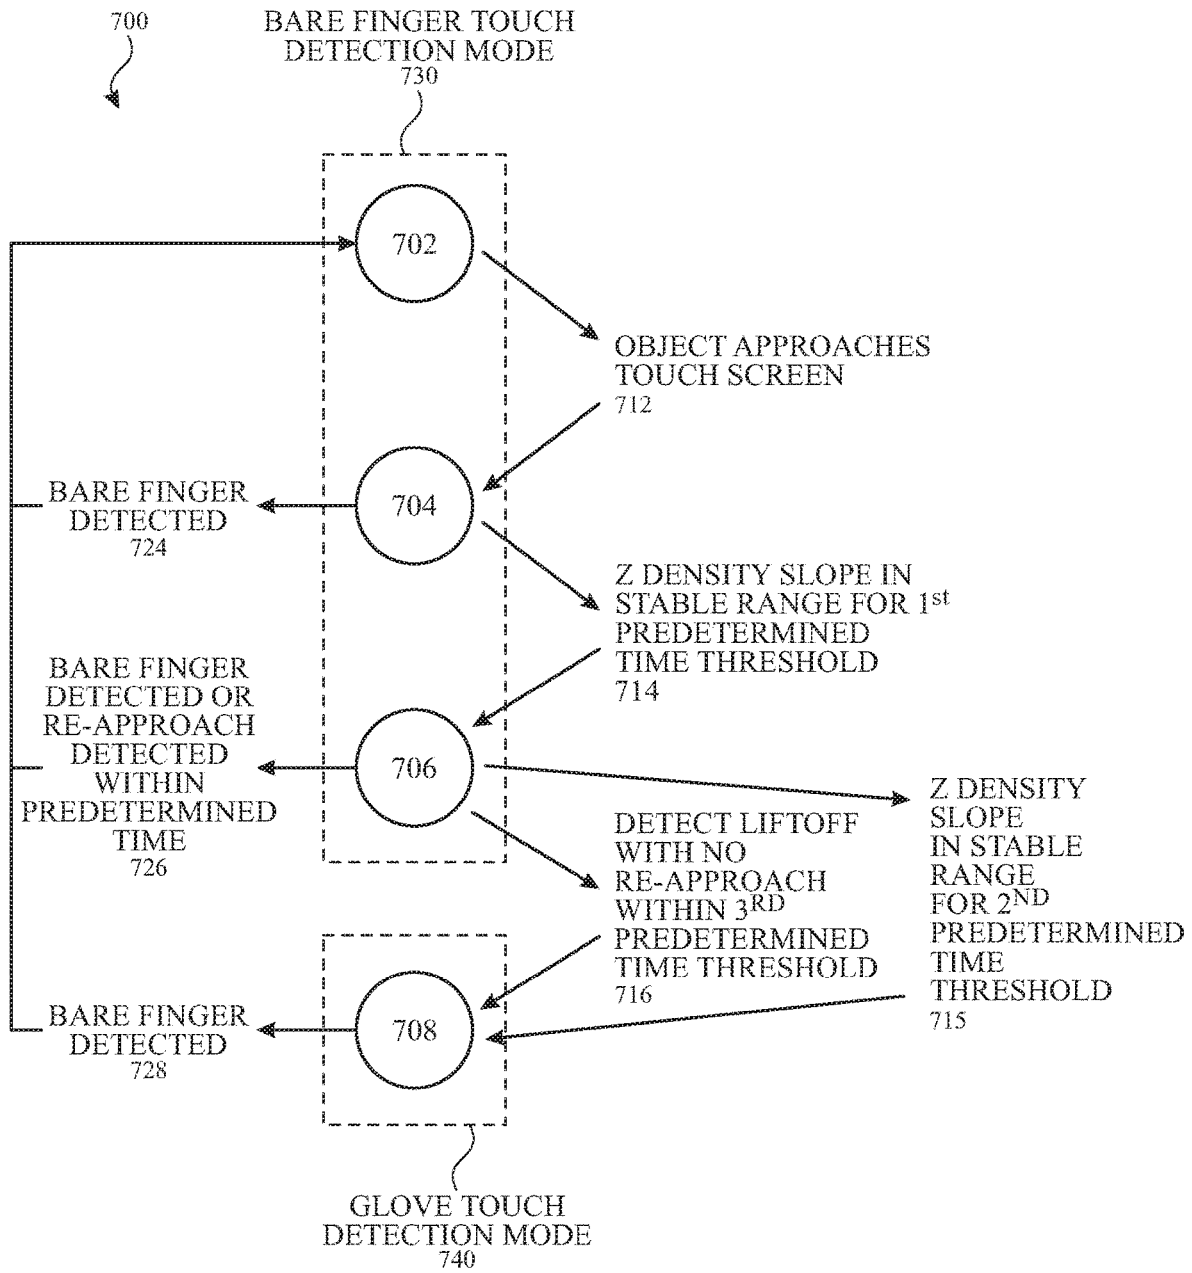 700
BARE FINGER TOUCH
DETECTION MODE
730
702
OBJECT APPROACHES
TOUCH SCREEN
712
704
BARE FINGER
DETECTED
724
Z DENSITY SLOPE IN
STABLE RANGE FOR 1st
PREDETERMINED
TIME THRESHOLD
714
BARE FINGER
DETECTED OR
RE-APPROACH
DETECTED
WITHIN
PREDETERMINED
TIME
726
706
DETECT LIFTOFF
WITH NO
RE-APPROACH
WITHIN 3RD
PREDETERMINED
TIME THRESHOLD
716
Z DENSITY
SLOPE
IN STABLE
RANGE
FOR 2ND
PREDETERMINED
TIME
THRESHOLD
715
708
BARE FINGER
DETECTED
728
GLOVE TOUCH
DETECTION MODE
740